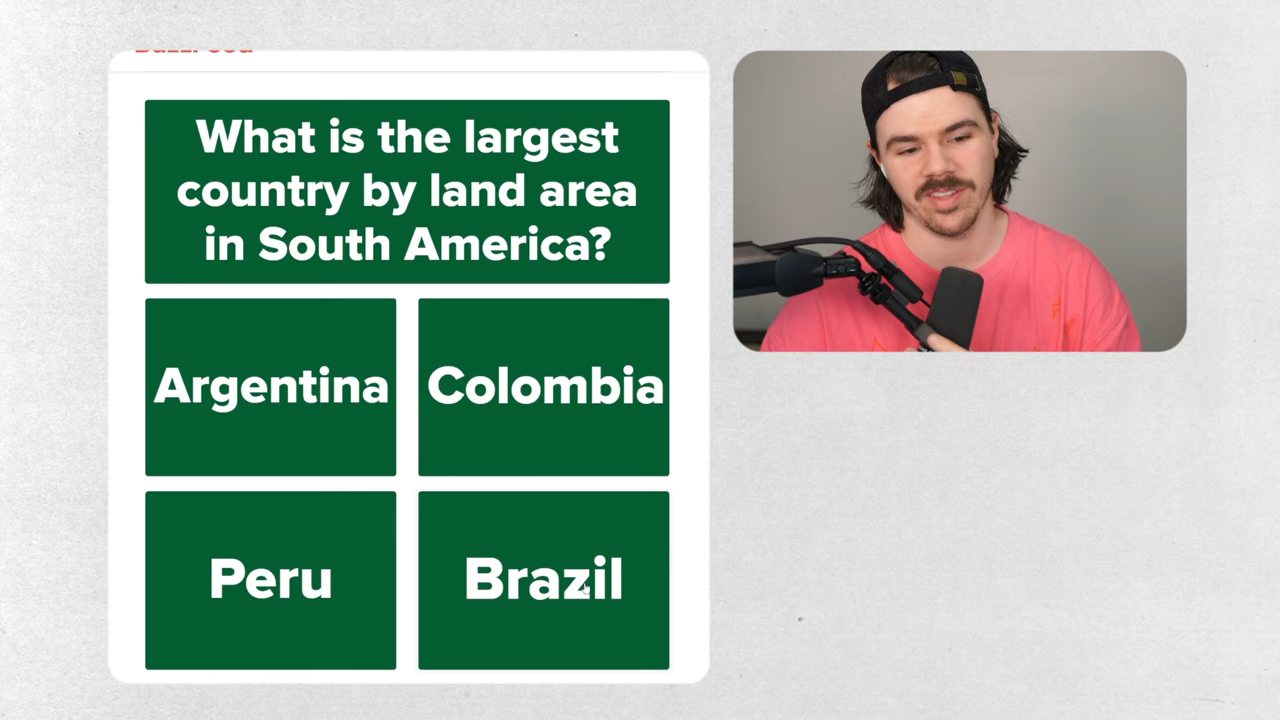 What is the largest
country by land area
in South America?
Argentina
Colombia
Peru
Brazil